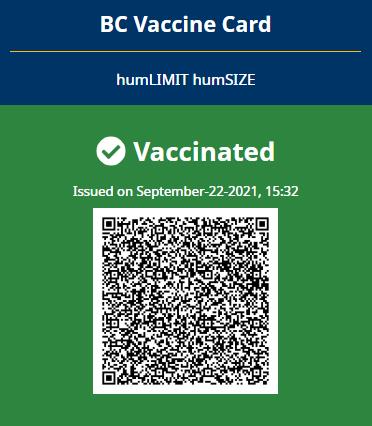 BC Vaccine Card
humLIMIT humSIZE
Vaccinated
Issued on September-22-2021, 15:32